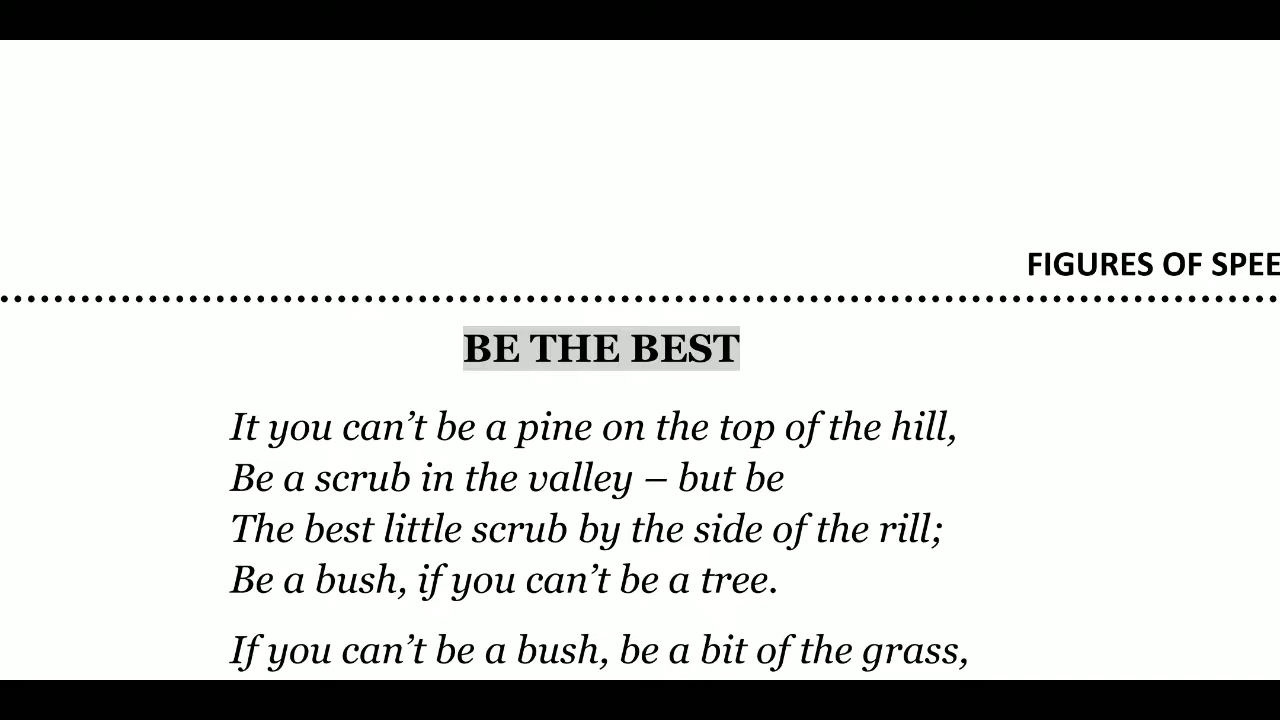 FIGURES OF SPEE
BE THE BEST
It you can’t be a pine on the top of the hill,
Be a scrub in the valley – but be
The best little scrub by the side of the rill;
Be a bush, if you can’t be a tree.
If you can’t be a bush, be a bit of the grass,